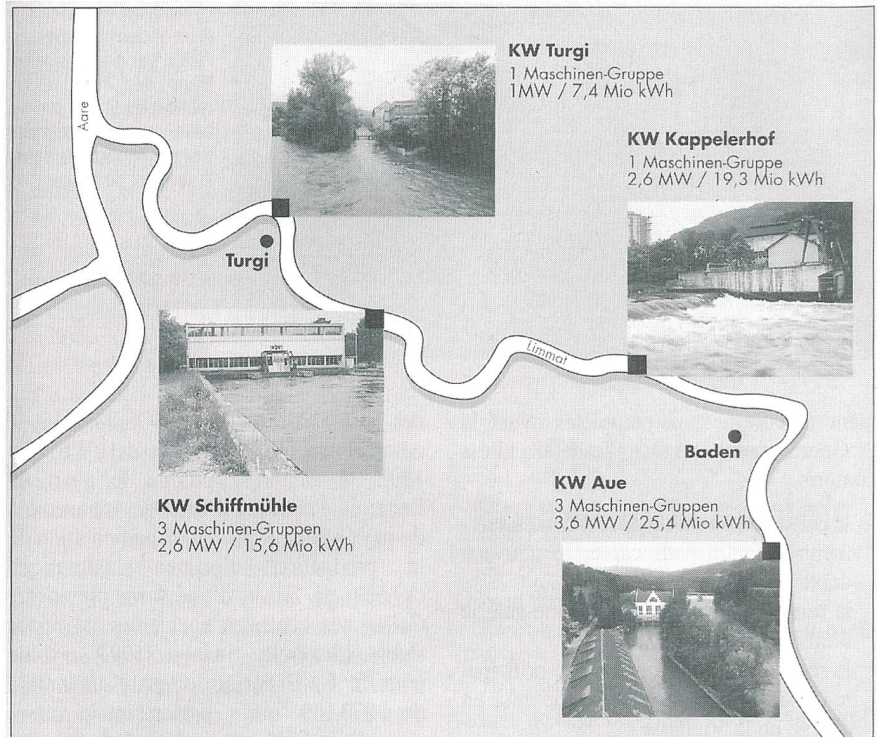 KW Turgi
1 Maschinen-Gruppe
1MW / 7,4 Mio kWh
Aare
KW Kappelerhof
1 Maschinen-Gruppe
2,6 MW / 19,3 Mio kWh
Turgi
Limmat
Baden
KW Schiffmühle
3 Maschinen-Gruppen
2,6 MW / 15,6 Mio kWh
KW Aue
3 Maschinen-Gruppen
3,6 MW / 25,4 Mio kWh